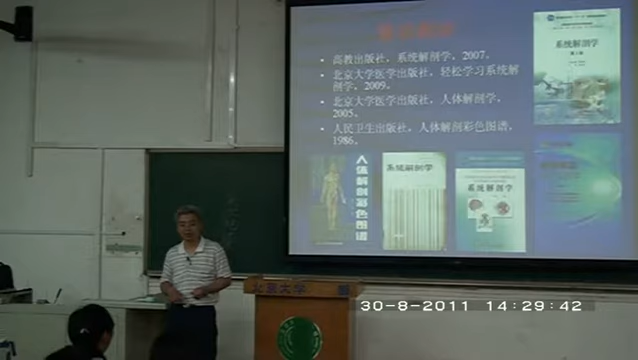 高教出版社，系统解剖学，2007。
北京大学医学出版社，轻松学习系统解
剖学，2009。
北京大学医学出版社，人体解剖学，
2005。
人民卫生出版社，人体解剖彩色图谱，
1986。
系统解剖学
人体解剖彩色图谱
系统解剖学
系统解剖学
北京大学
30-8-2011 14:29:42